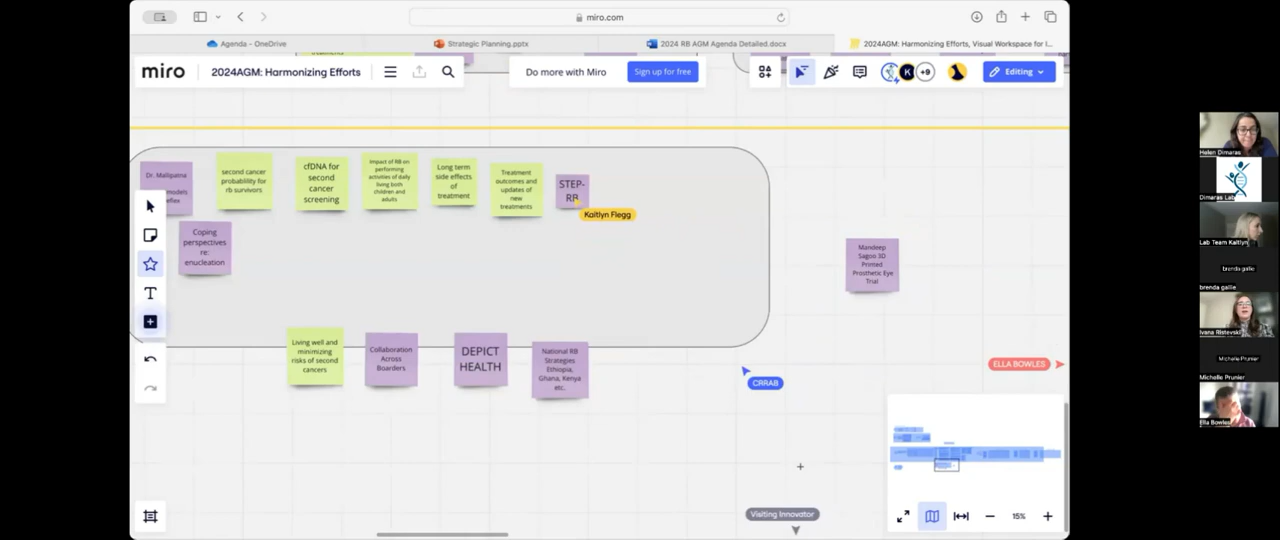 miro.com
Agenda - OneDrive
Strategic Planning.pptx
2024 RB AGM Agenda Detailed.docx
2024AGM: Harmonizing Efforts, Visual Workspace for I...
miro
2024AGM: Harmonizing Efforts
Do more with Miro
Sign up for free
+9
Editing
Dr. Mallipatna
models
second cancer
probability for
rb survivors
cfDNA for
second
cancer
screening
Impact of RB on
performing
activities of daily
living both
children and
adults
Long term
side effects
of
treatment
Treatment
outcomes and
updates of
new
treatments
STEP-
RB
Kaitlyn Flegg
Coping
perspectives
re:
enucleation
Mandeep
Sagoo 3D
Printed
Prosthetic Eye
Trial
Living well and
minimizing
risks of second
cancers
Collaboration
Across
Boarders
DEPICT
HEALTH
National RB
Strategies
Ethiopia,
Ghana, Kenya
etc.
CRRAB
ELLA BOWLES
Visiting Innovator
15%
Helen Dimaras
Dimaras Lab
Lab Team Kaitlyn
brenda gallie
brenda gallie
Ivana Ristevski
Michelle Prunier
Michelle Prunier
Ella Bowles